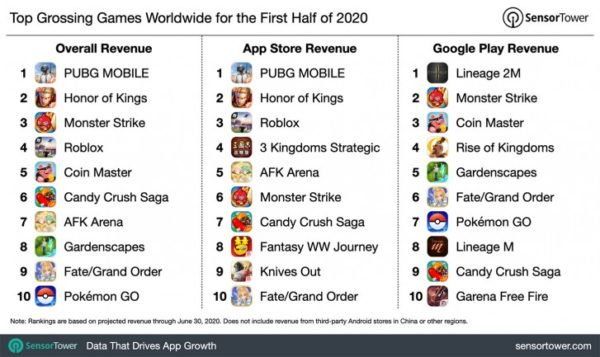 Top Grossing Games Worldwide for the First Half of 2020
SensorTower
Overall Revenue
1 PUBG MOBILE
2 Honor of Kings
3 Monster Strike
4 Roblox
5 Coin Master
6 Candy Crush Saga
7 AFK Arena
8 Gardenscapes
9 Fate/Grand Order
10 Pokémon GO
App Store Revenue
1 PUBG MOBILE
2 Honor of Kings
3 Roblox
4 3 Kingdoms Strategic
5 AFK Arena
6 Monster Strike
7 Candy Crush Saga
8 Fantasy WW Journey
9 Knives Out
10 Fate/Grand Order
Google Play Revenue
1 Lineage 2M
2 Monster Strike
3 Coin Master
4 Rise of Kingdoms
5 Gardenscapes
6 Fate/Grand Order
7 Pokémon GO
8 Lineage M
9 Candy Crush Saga
10 Garena Free Fire
Note: Rankings are based on projected revenue through June 30, 2020. Does not include revenue from third-party Android stores in China or other regions.
SensorTower Data That Drives App Growth
sensortower.com